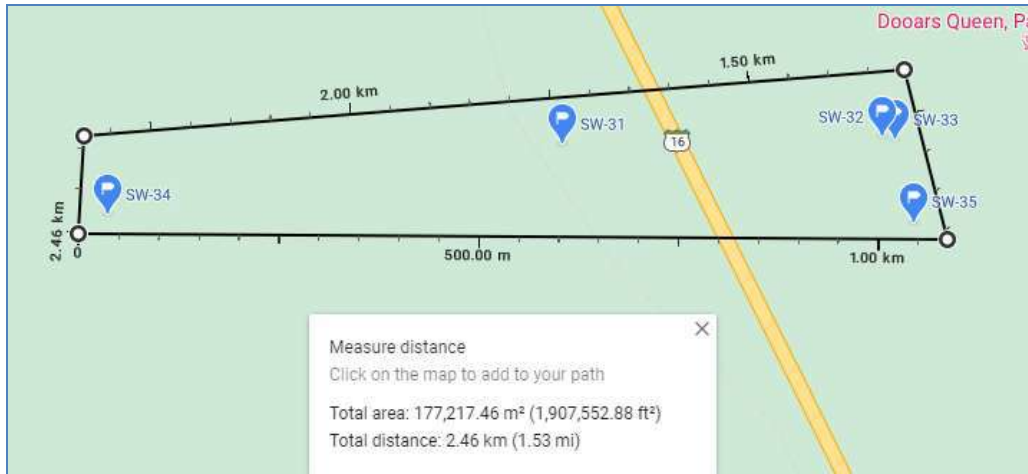 Dooars Queen, Pa
1.50 km
2.00 km
SW-31
SW-32
SW-33
16
SW-34
SW-35
2.46 km
0
500.00 m
1.00 km
Measure distance
Click on the map to add to your path
Total area: 177,217.46 m² (1,907,552.88 ft²)
Total distance: 2.46 km (1.53 mi)